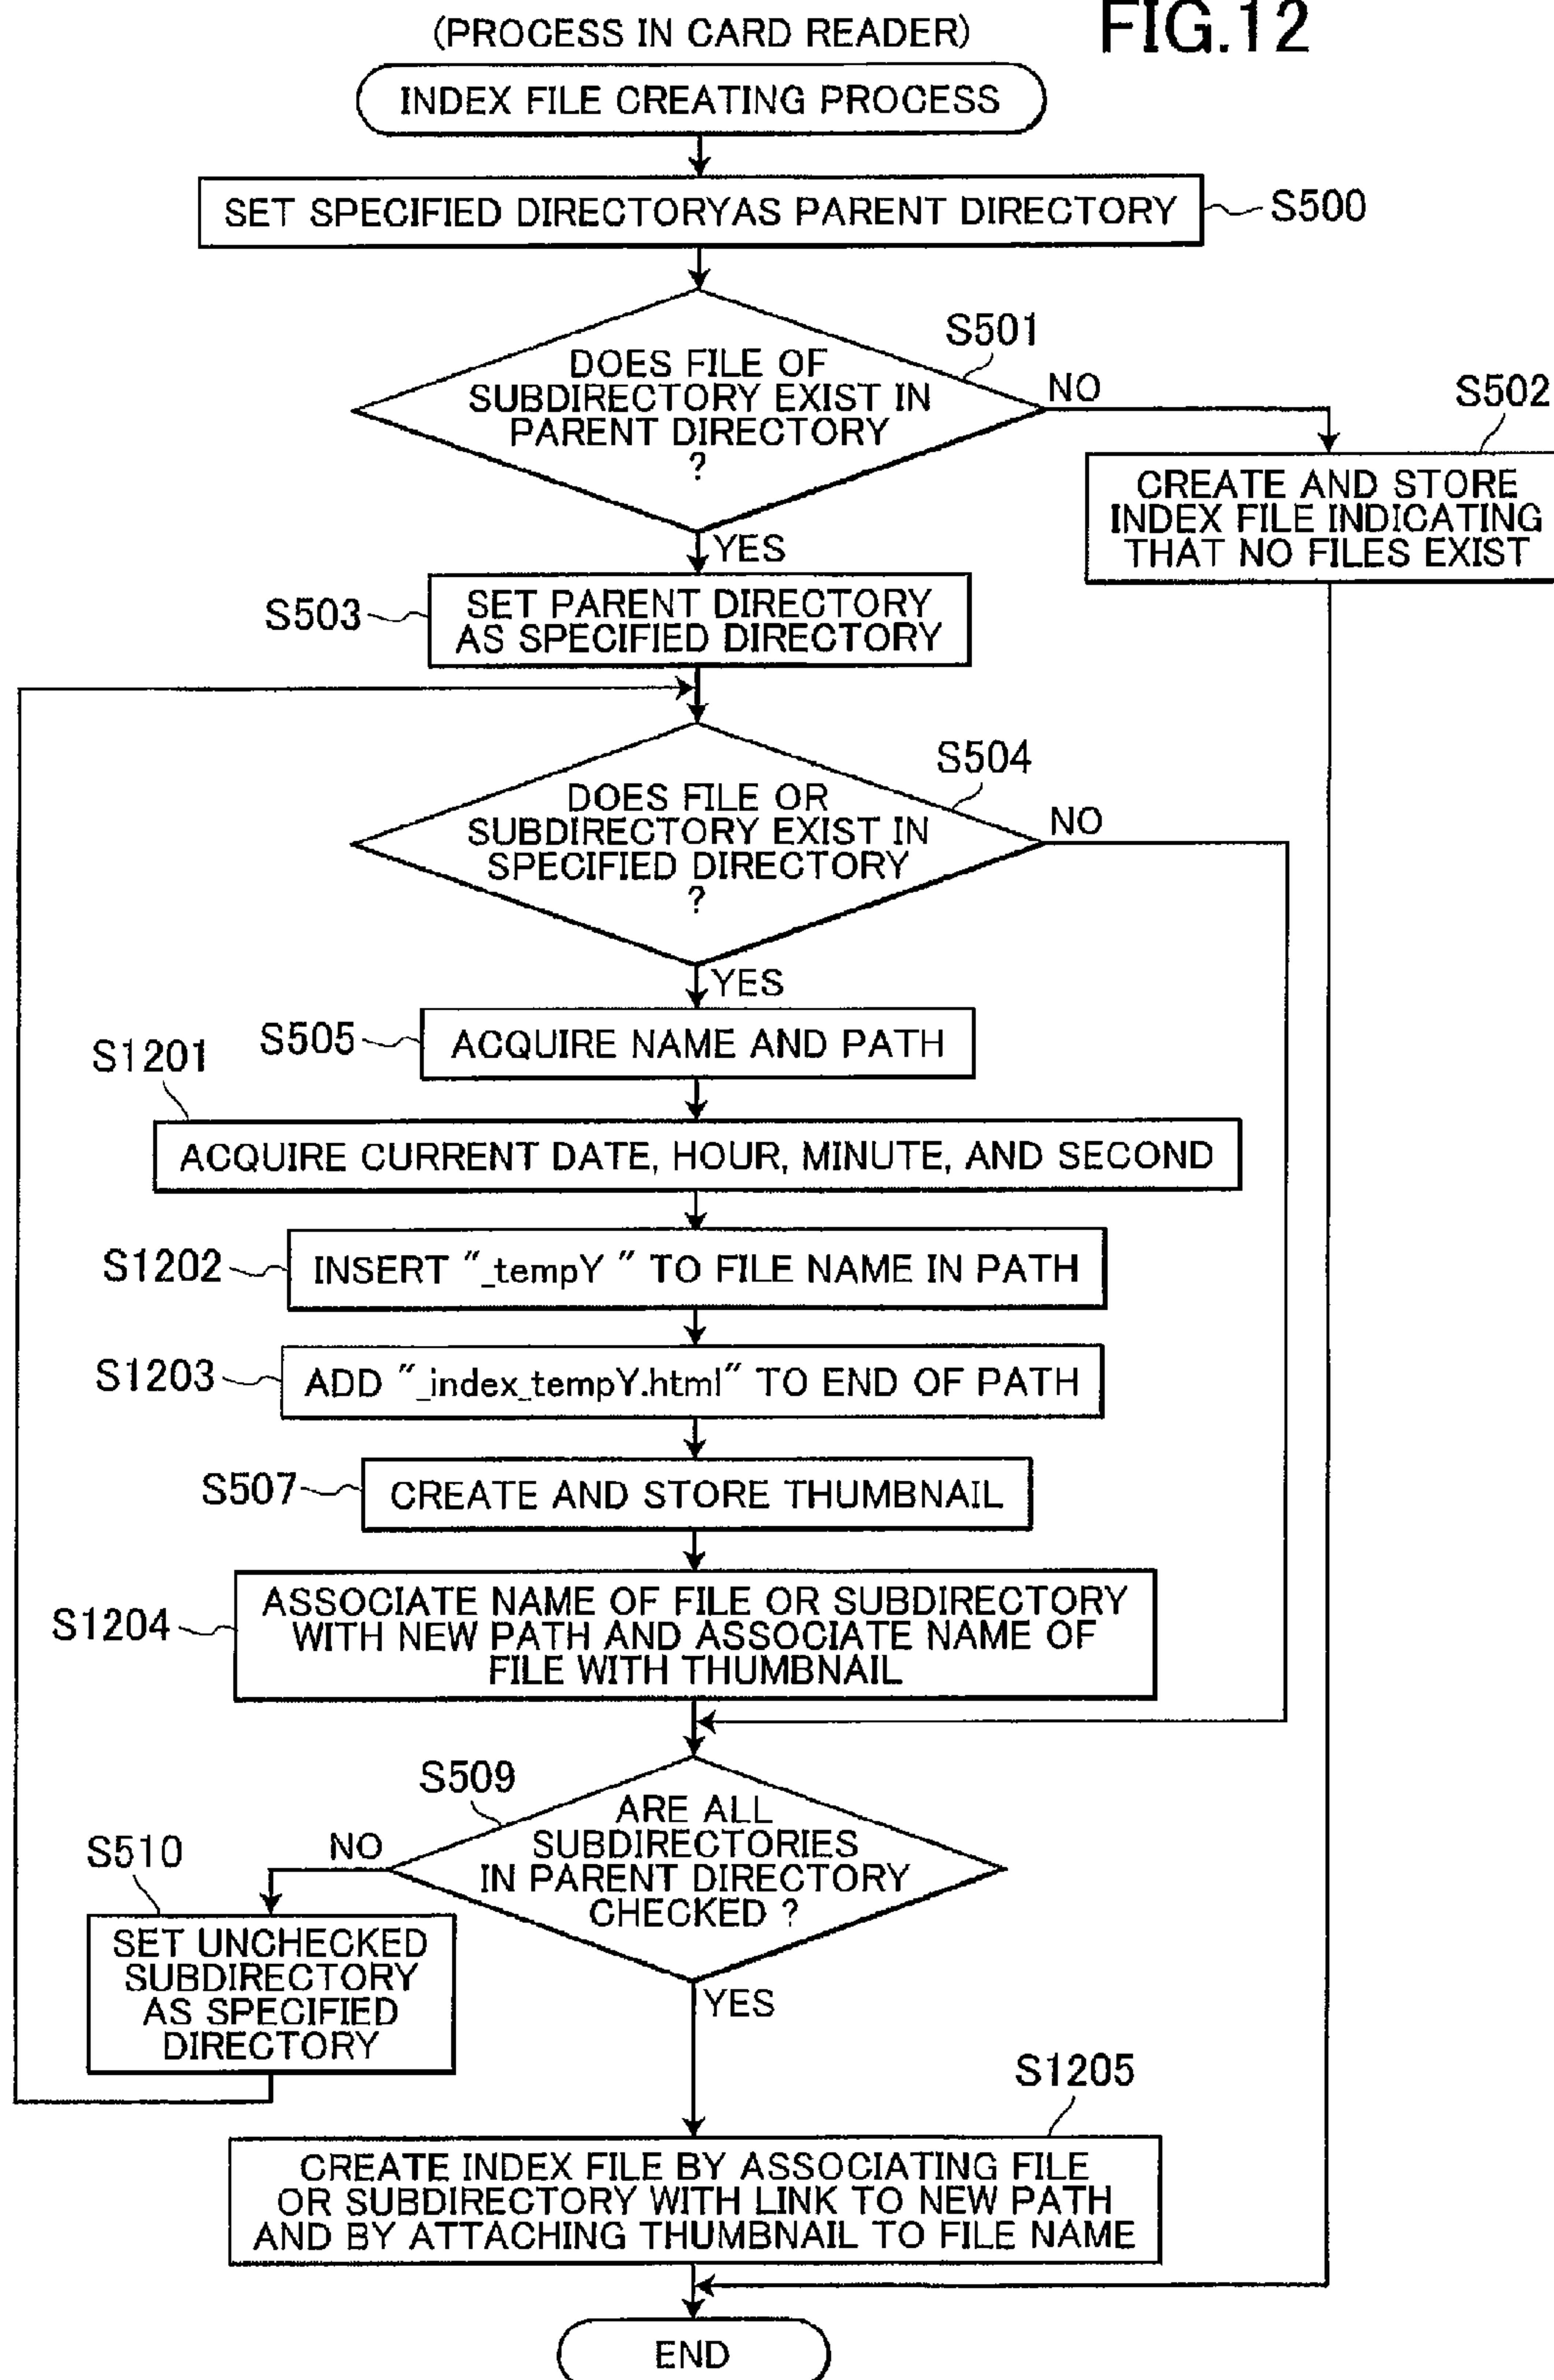 (PROCESS IN CARD READER)
FIG.12
INDEX FILE CREATING PROCESS
SET SPECIFIED DIRECTORYAS PARENT DIRECTORY
S500
S501
DOES FILE OF
SUBDIRECTORY EXIST IN
PARENT DIRECTORY
?
NO
YES
S502
CREATE AND STORE
INDEX FILE INDICATING
THAT NO FILES EXIST
S503
SET PARENT DIRECTORY
AS SPECIFIED DIRECTORY
S504
DOES FILE OR
SUBDIRECTORY EXIST IN
SPECIFIED DIRECTORY
?
NO
YES
S505
ACQUIRE NAME AND PATH
S1201
ACQUIRE CURRENT DATE, HOUR, MINUTE, AND SECOND
S1202
INSERT "_tempY " TO FILE NAME IN PATH
S1203
ADD "_index_tempY.html" TO END OF PATH
S507
CREATE AND STORE THUMBNAIL
S1204
ASSOCIATE NAME OF FILE OR SUBDIRECTORY
WITH NEW PATH AND ASSOCIATE NAME OF
FILE WITH THUMBNAIL
S509
ARE ALL
SUBDIRECTORIES
IN PARENT DIRECTORY
CHECKED ?
NO
YES
S510
SET UNCHECKED
SUBDIRECTORY
AS SPECIFIED
DIRECTORY
S1205
CREATE INDEX FILE BY ASSOCIATING FILE
OR SUBDIRECTORY WITH LINK TO NEW PATH
AND BY ATTACHING THUMBNAIL TO FILE NAME
END